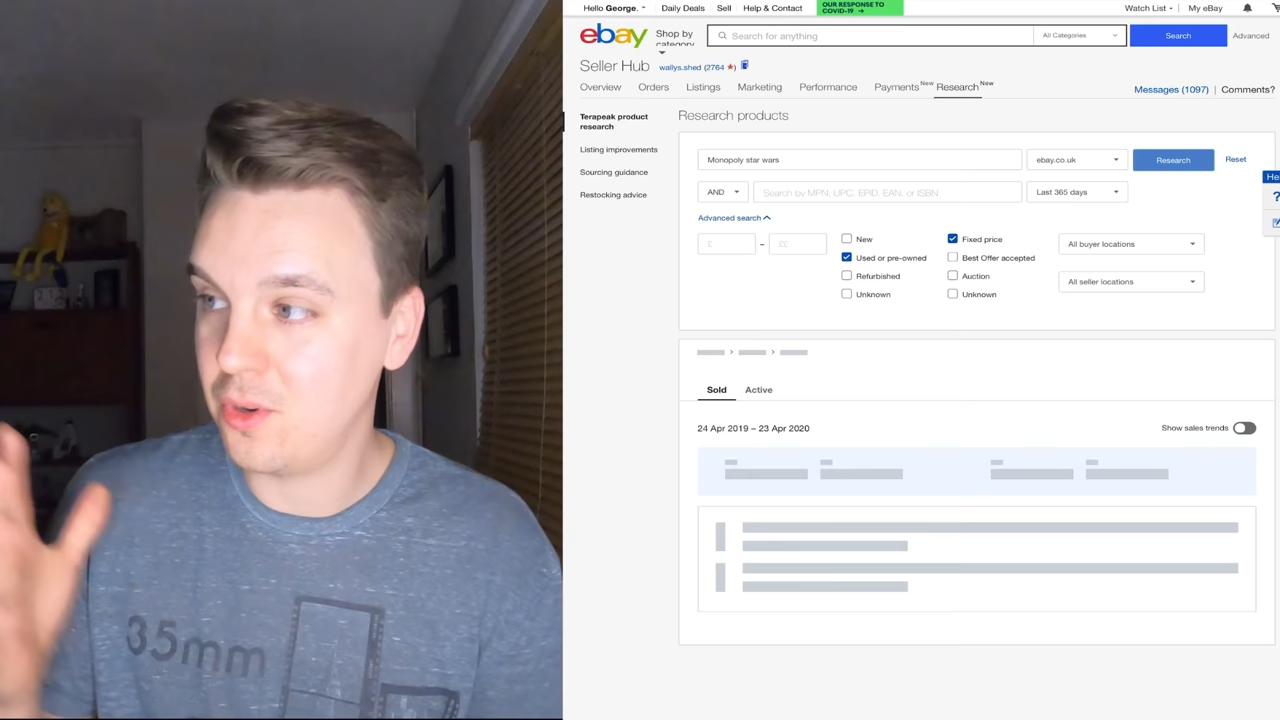 Hello George.
Daily Deals
Sell
Help & Contact
OUR RESPONSE TO
COVID-19 →
Watch List
My eBay
ebay
Shop by
category
Search for anything
All Categories
Search
Advanced
Seller Hub
wallys.shed (2764 ★)
Overview
Orders
Listings
Marketing
Performance
Payments New
Research New
Messages (1097) | Comments?
Terapeak product
research
Listing improvements
Sourcing guidance
Restocking advice
Research products
Monopoly star wars
ebay.co.uk
Research
Reset
AND
Search by MPN, UPC, EPID, EAN, or ISBN
Last 365 days
Advanced search
£
–
££
New
Used or pre-owned
Refurbished
Unknown
Fixed price
Best Offer accepted
Auction
Unknown
All buyer locations
All seller locations
He
?
Sold
Active
24 Apr 2019 – 23 Apr 2020
Show sales trends
35mm